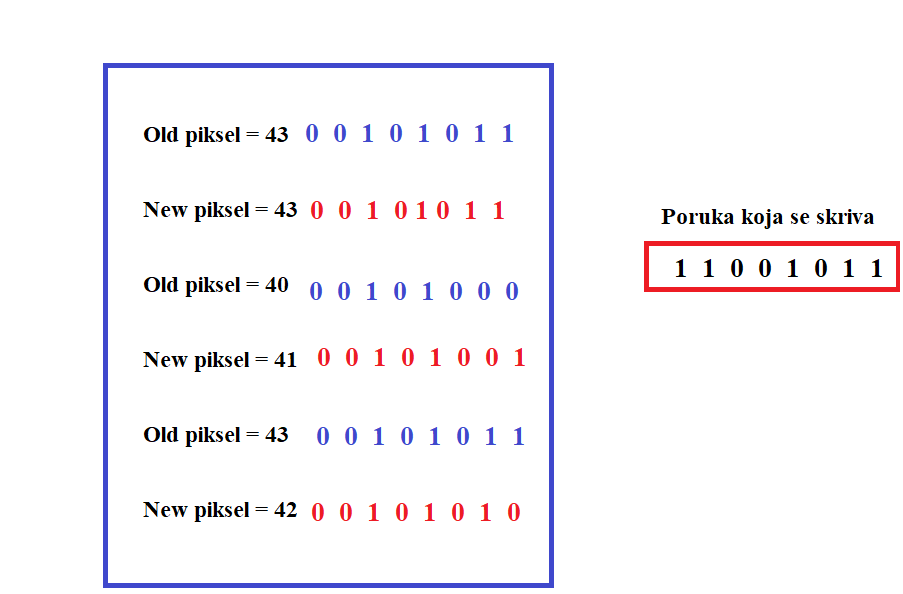 Old piksel = 43 0 0 1 0 1 0 1 1
New piksel = 43 0 0 1 0 1 0 1 1
Old piksel = 40 0 0 1 0 1 0 0 0
New piksel = 41 0 0 1 0 1 0 0 1
Old piksel = 43 0 0 1 0 1 0 1 1
New piksel = 42 0 0 1 0 1 0 1 0
Poruka koja se skriva
1 1 0 0 1 0 1 1